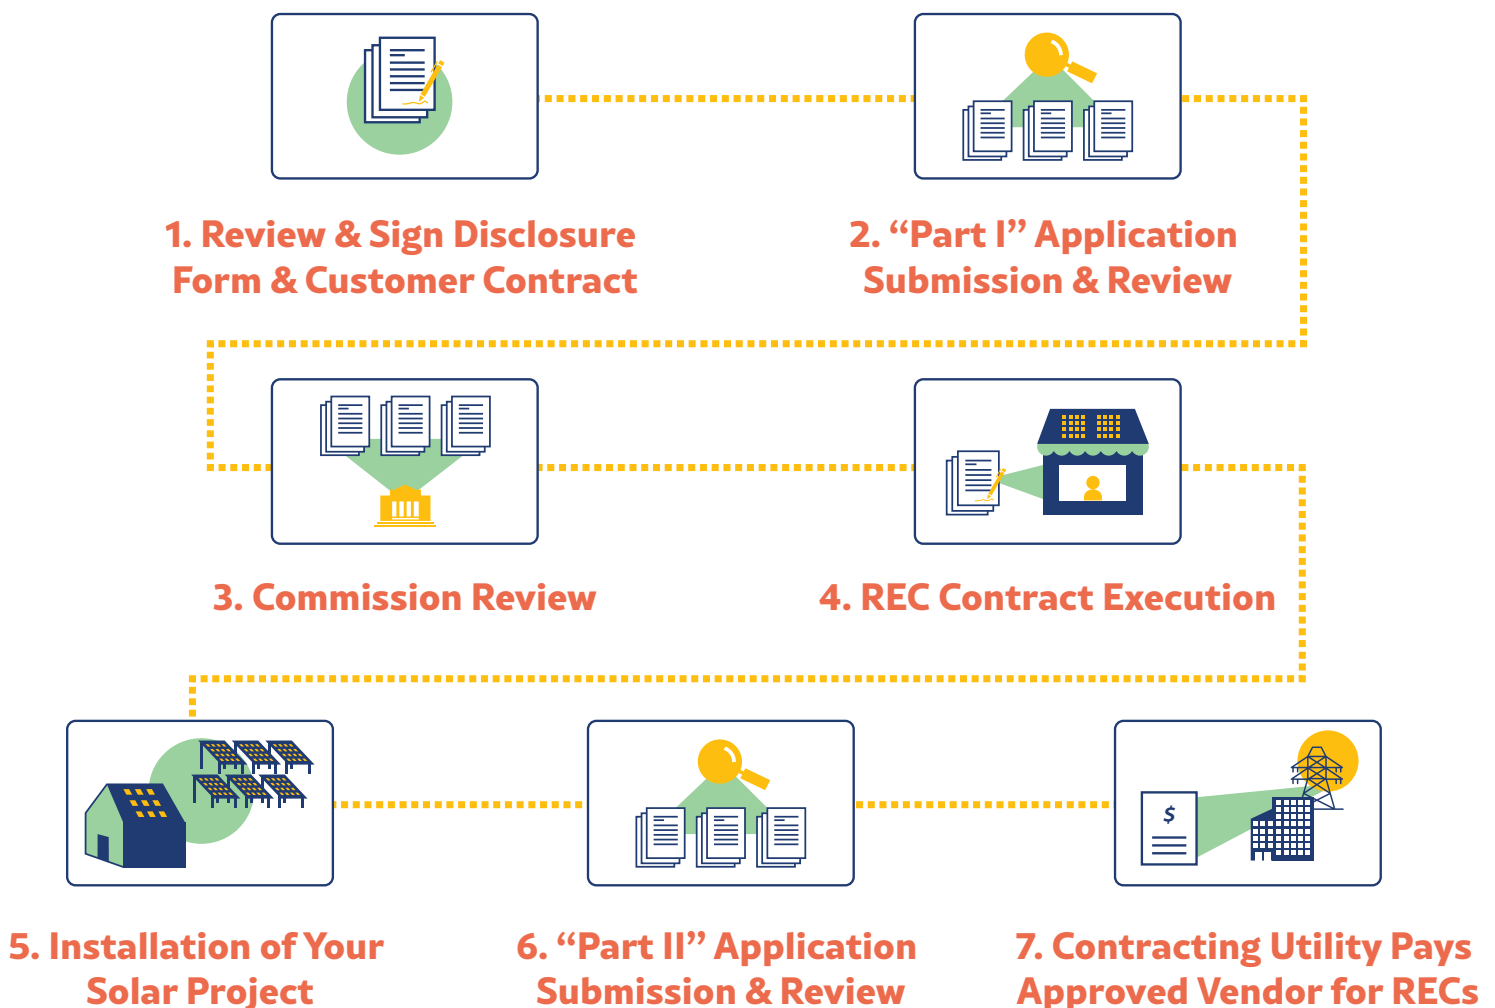 1. Review & Sign Disclosure
Form & Customer Contract
2. “Part I” Application
Submission & Review
3. Commission Review
4. REC Contract Execution
$
5. Installation of Your
Solar Project
6. “Part II” Application
Submission & Review
7. Contracting Utility Pays
Approved Vendor for RECs